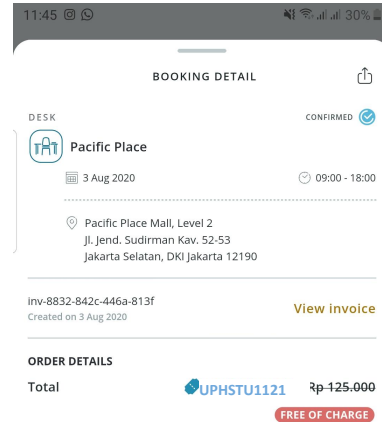 11:45 30%
BOOKING DETAIL
DESK CONFIRMED
Pacific Place
3 Aug 2020 09:00 - 18:00
Pacific Place Mall, Level 2
Jl. Jend. Sudirman Kav. 52-53
Jakarta Selatan, DKI Jakarta 12190
inv-8832-842c-446a-813f View invoice
Created on 3 Aug 2020
ORDER DETAILS
Total UPHSTU1121 Rp 125.000
FREE OF CHARGE